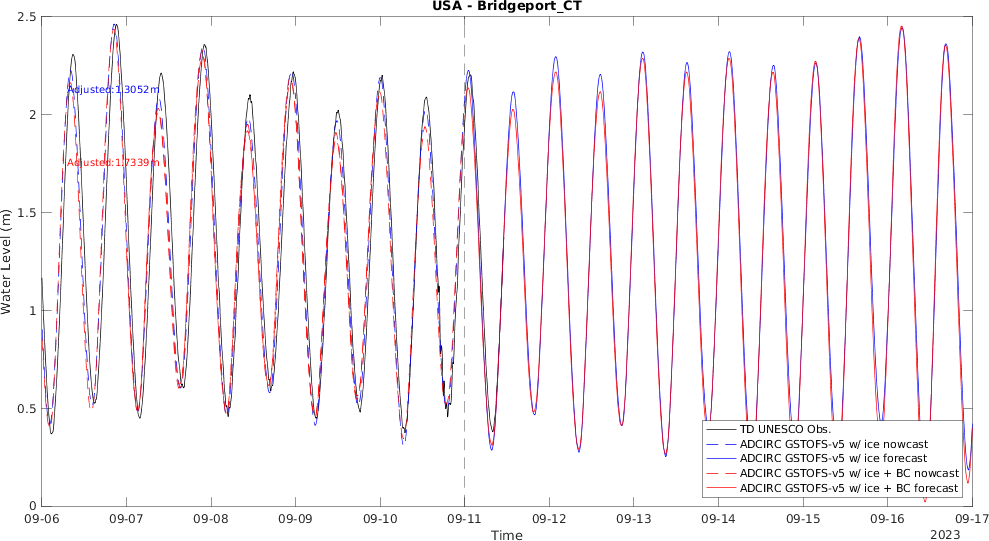 USA - Bridgeport_CT
2.5
2
1.5
1
0.5
0
Water Level (m)
Adjusted:1.3052m
Adjusted:1.7339m
TD UNESCO Obs.
ADCIRC GSTOFS-v5 w/ ice nowcast
ADCIRC GSTOFS-v5 w/ ice forecast
ADCIRC GSTOFS-v5 w/ ice + BC nowcast
ADCIRC GSTOFS-v5 w/ ice + BC forecast
09-06 09-07 09-08 09-09 09-10 09-11 09-12 09-13 09-14 09-15 09-16 09-17
Time
2023